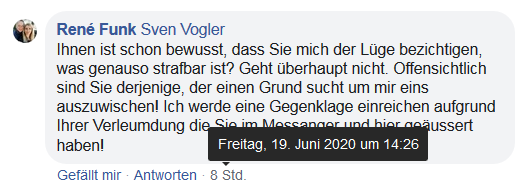 René Funk Sven Vogler
Ihnen ist schon bewusst, dass Sie mich der Lüge bezichtigen,
was genauso strafbar ist? Geht überhaupt nicht. Offensichtlich
sind Sie derjenige, der einen Grund sucht um mir eins
auszuwischen! Ich werde eine Gegenklage einreichen aufgrund
Ihrer Verleumdung die Sie im Messanger und hier geäussert
haben!
Freitag, 19. Juni 2020 um 14:26
Gefällt mir · Antworten · 8 Std.